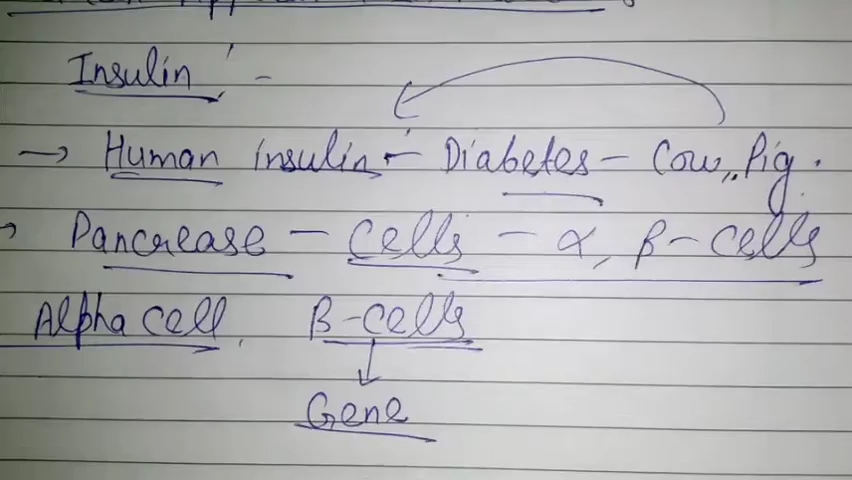 Insulin :-
→ Human insulin :- Diabetes - Cow, Pig.
→ Pancrease - Cells - α, β-cells
Alpha cell, β-cells
↓
Gene